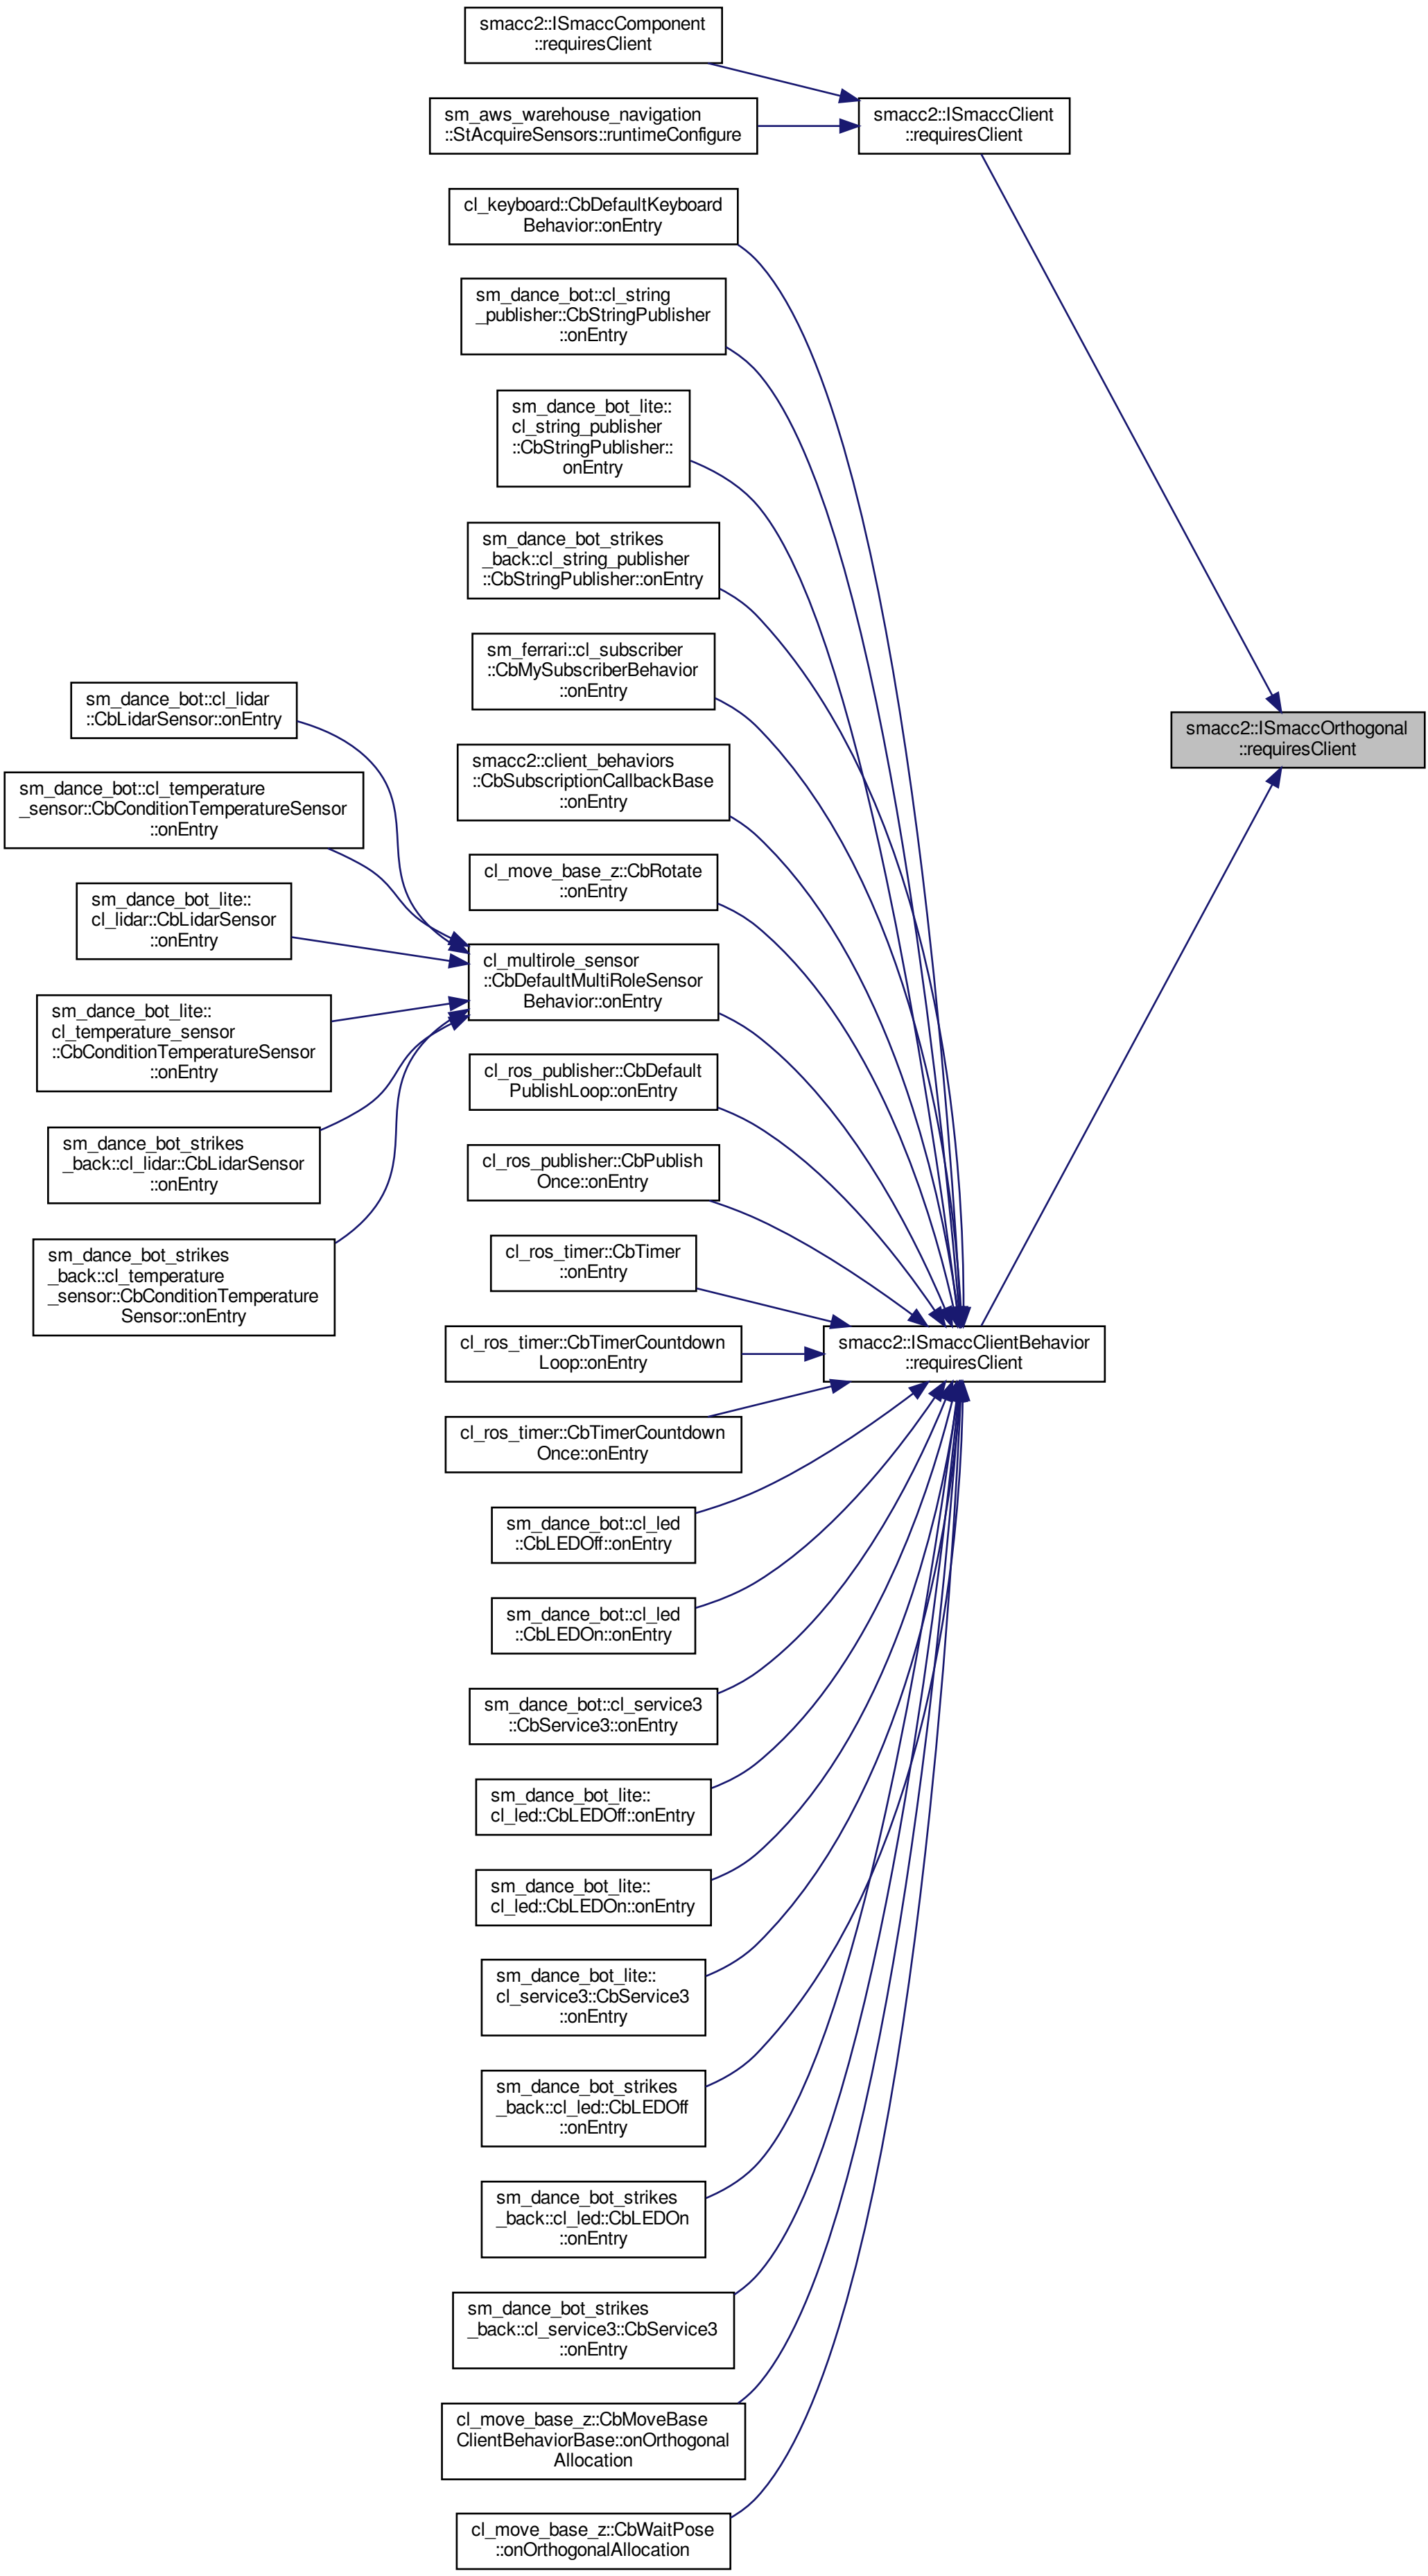 smacc2::ISmaccComponent
::requiresClient
sm_aws_warehouse_navigation
::StAcquireSensors::runtimeConfigure
smacc2::ISmaccClient
::requiresClient
cl_keyboard::CbDefaultKeyboard
Behavior::onEntry
sm_dance_bot::cl_string
_publisher::CbStringPublisher
::onEntry
sm_dance_bot_lite::
cl_string_publisher
::CbStringPublisher::
onEntry
sm_dance_bot_strikes
_back::cl_string_publisher
::CbStringPublisher::onEntry
sm_ferrari::cl_subscriber
::CbMySubscriberBehavior
::onEntry
smacc2::client_behaviors
::CbSubscriptionCallbackBase
::onEntry
cl_move_base_z::CbRotate
::onEntry
cl_multirole_sensor
::CbDefaultMultiRoleSensor
Behavior::onEntry
sm_dance_bot::cl_lidar
::CbLidarSensor::onEntry
sm_dance_bot::cl_temperature
_sensor::CbConditionTemperatureSensor
::onEntry
sm_dance_bot_lite::
cl_lidar::CbLidarSensor
::onEntry
sm_dance_bot_lite::
cl_temperature_sensor
::CbConditionTemperatureSensor
::onEntry
sm_dance_bot_strikes
_back::cl_lidar::CbLidarSensor
::onEntry
sm_dance_bot_strikes
_back::cl_temperature
_sensor::CbConditionTemperature
Sensor::onEntry
smacc2::ISmaccOrthogonal
::requiresClient
cl_ros_publisher::CbDefault
PublishLoop::onEntry
cl_ros_publisher::CbPublish
Once::onEntry
cl_ros_timer::CbTimer
::onEntry
cl_ros_timer::CbTimerCountdown
Loop::onEntry
smacc2::ISmaccClientBehavior
::requiresClient
cl_ros_timer::CbTimerCountdown
Once::onEntry
sm_dance_bot::cl_led
::CbLEDOff::onEntry
sm_dance_bot::cl_led
::CbLEDOn::onEntry
sm_dance_bot::cl_service3
::CbService3::onEntry
sm_dance_bot_lite::
cl_led::CbLEDOff::onEntry
sm_dance_bot_lite::
cl_led::CbLEDOn::onEntry
sm_dance_bot_lite::
cl_service3::CbService3
::onEntry
sm_dance_bot_strikes
_back::cl_led::CbLEDOff
::onEntry
sm_dance_bot_strikes
_back::cl_led::CbLEDOn
::onEntry
sm_dance_bot_strikes
_back::cl_service3::CbService3
::onEntry
cl_move_base_z::CbMoveBase
ClientBehaviorBase::onOrthogonal
Allocation
cl_move_base_z::CbWaitPose
::onOrthogonalAllocation